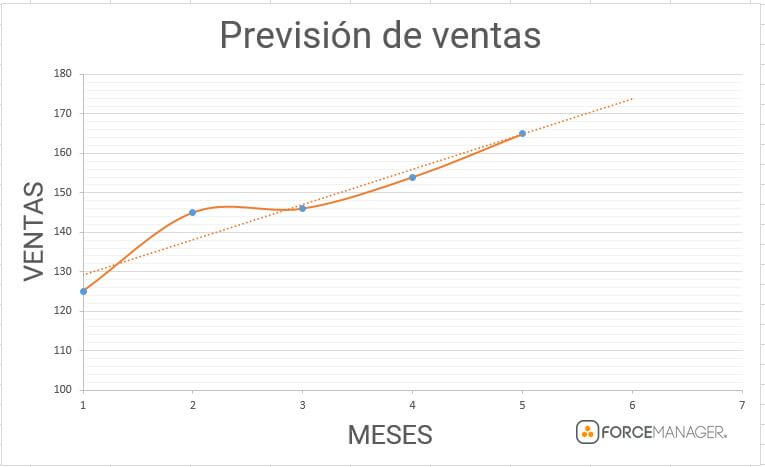 Previsión de ventas
VENTAS
180
170
160
150
140
130
120
110
100
1 2 3 4 5 6 7
MESES
FORCEMANAGER®